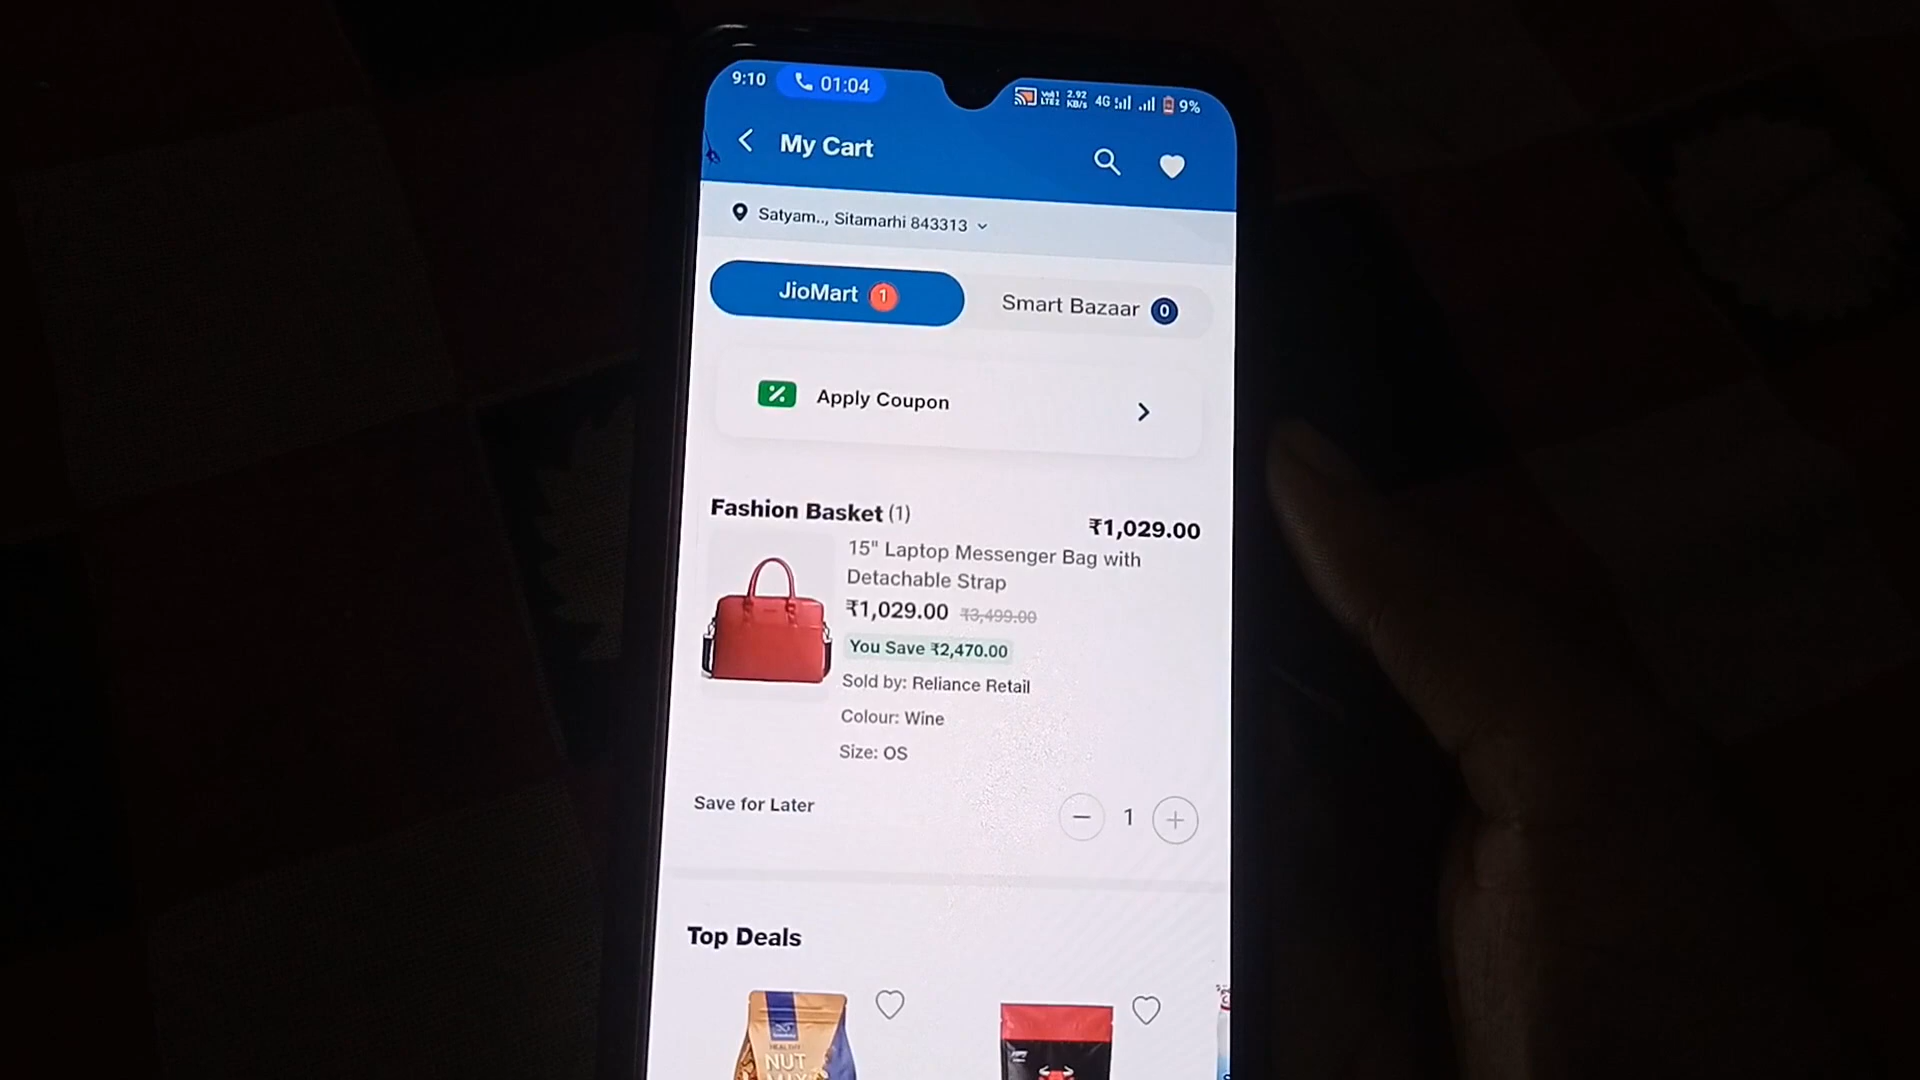 9:10 01:04 2.92 KB/s 4G 9%
My Cart
Satyam.., Sitamarhi 843313
JioMart 1 Smart Bazaar 0
Apply Coupon
Fashion Basket (1)
₹1,029.00
15" Laptop Messenger Bag with
Detachable Strap
₹1,029.00 ₹3,499.00
You Save ₹2,470.00
Sold by: Reliance Retail
Colour: Wine
Size: OS
Save for Later
1
Top Deals
NUT